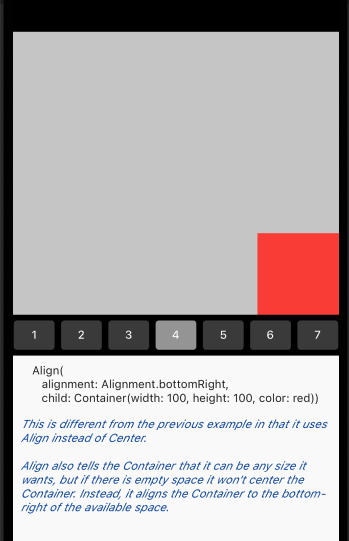 1 2 3 4 5 6 7
Align(
alignment: Alignment.bottomRight,
child: Container(width: 100, height: 100, color: red))
This is different from the previous example in that it uses
Align instead of Center.
Align also tells the Container that it can be any size it
wants, but if there is empty space it won't center the
Container. Instead, it aligns the Container to the bottom-
right of the available space.